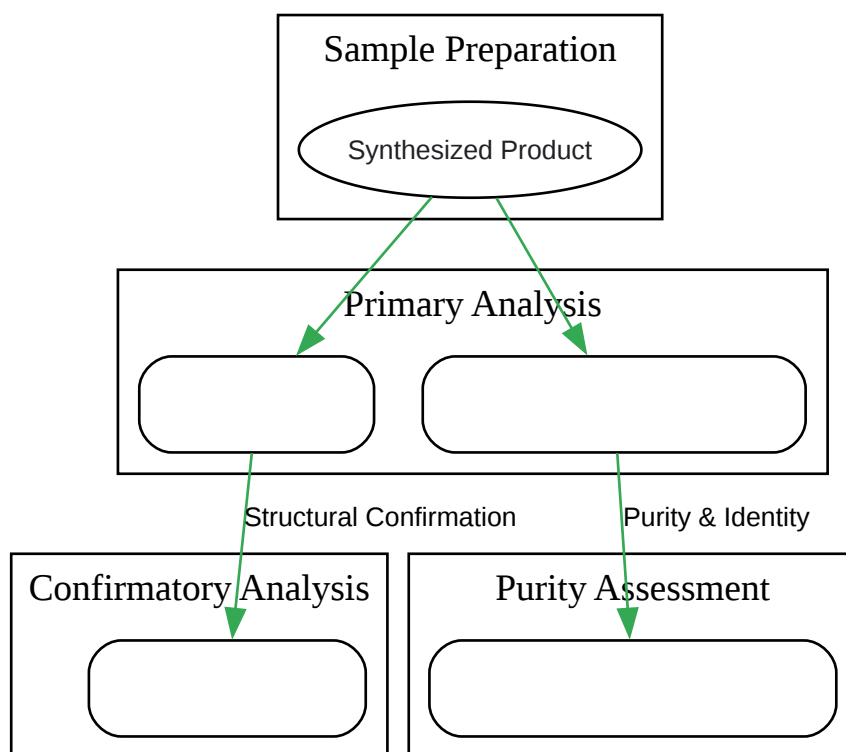 Sample Preparation
Synthesized Product
Primary Analysis
Structural Confirmation
Purity & Identity
Confirmatory Analysis
Purity Assessment